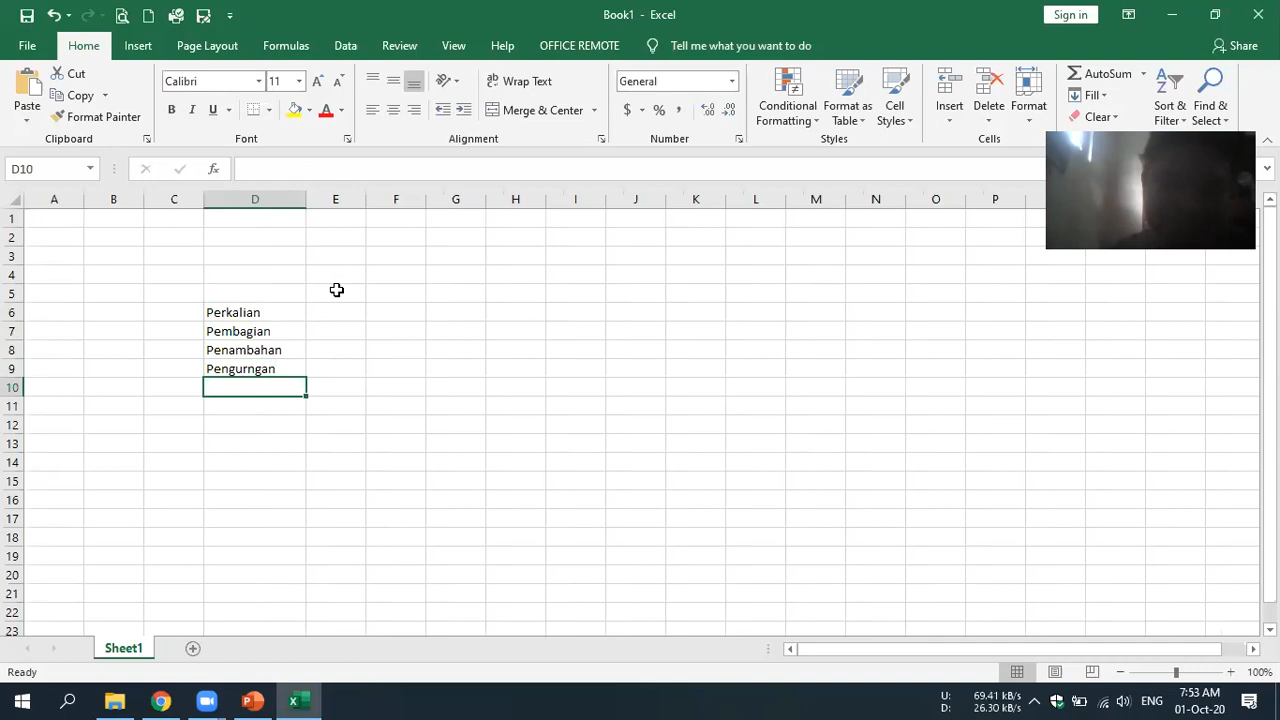 Book1 - Excel
Sign in
File Home Insert Page Layout Formulas Data Review View Help OFFICE REMOTE Tell me what you want to do Share
Paste
Cut
Copy
Format Painter
Clipboard
Calibri 11
B I U
Font
Wrap Text
Merge & Center
Alignment
General
$ % ,
Number
Conditional Formatting
Format as Table
Cell Styles
Styles
Insert
Delete
Format
Cells
AutoSum
Fill
Clear
Sort & Filter
Find & Select
D10 fx
A B C D E F G H I J K L M N O P
1
2
3
4
5
6 Perkalian
7 Pembagian
8 Penambahan
9 Pengurngan
10
11
12
13
14
15
16
17
18
19
20
21
22
23
Sheet1
Ready 100%
U: 69.41 kB/s
D: 26.30 kB/s
ENG
7:53 AM
01-Oct-20